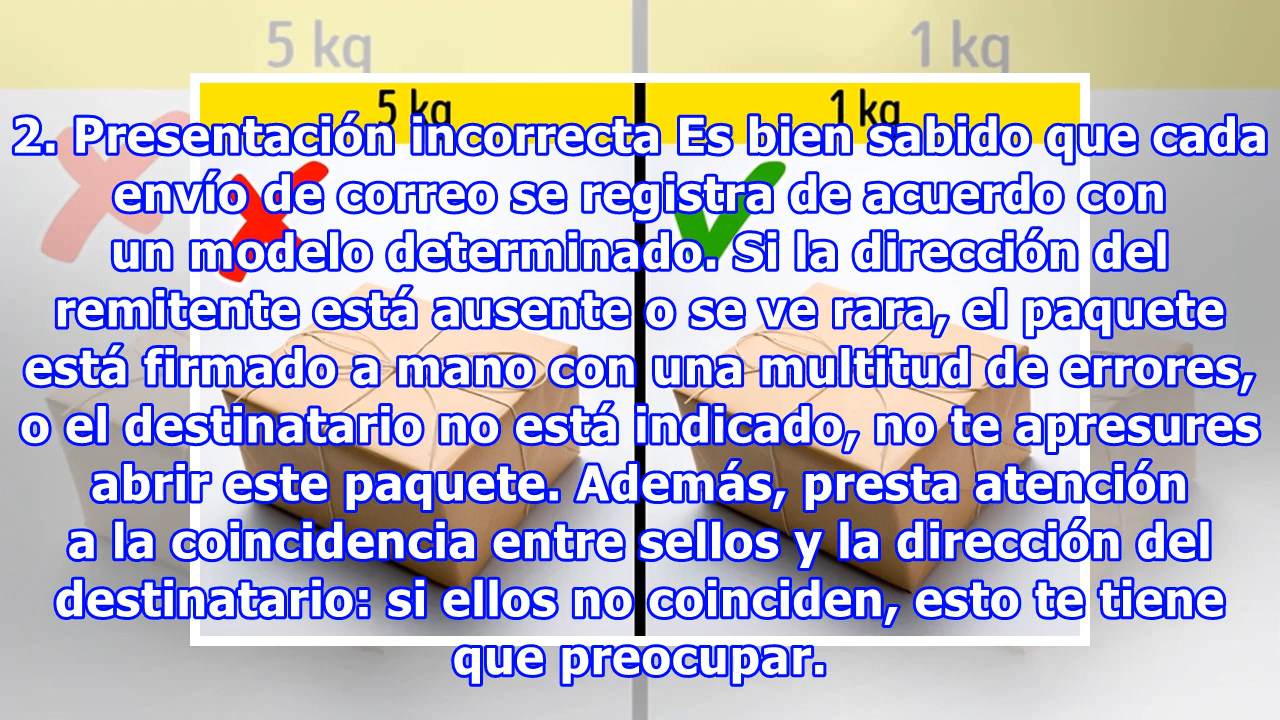 5 kg
1 kg
5 kg
1 kg
2. Presentación incorrecta Es bien sabido que cada
envío de correo se registra de acuerdo con
un modelo determinado. Si la dirección del
remitente está ausente o se ve rara, el paquete
está firmado a mano con una multitud de errores,
o el destinatario no está indicado, no te apresures
abrir este paquete. Además, presta atención
a la coincidencia entre sellos y la dirección del
destinatario: si ellos no coinciden, esto te tiene
que preocupar.